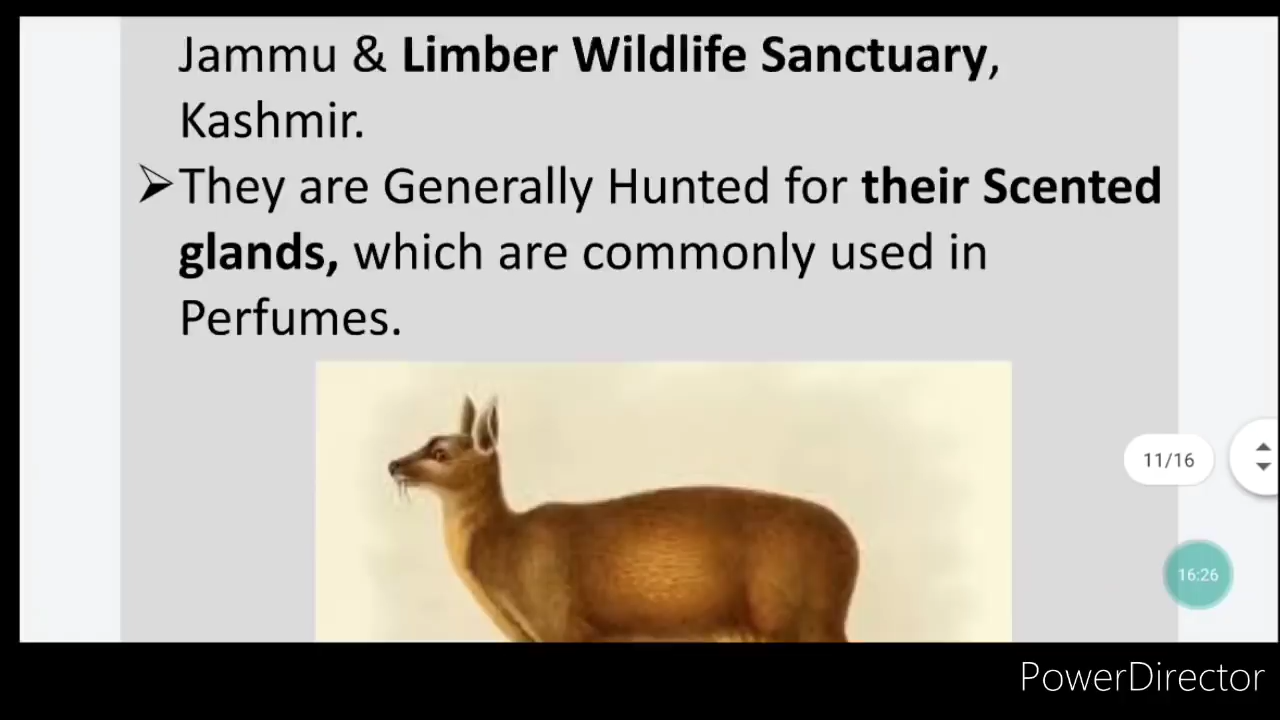 Jammu & Limber Wildlife Sanctuary,
Kashmir.
➢They are Generally Hunted for their Scented
glands, which are commonly used in
Perfumes.
11/16
16:26
PowerDirector